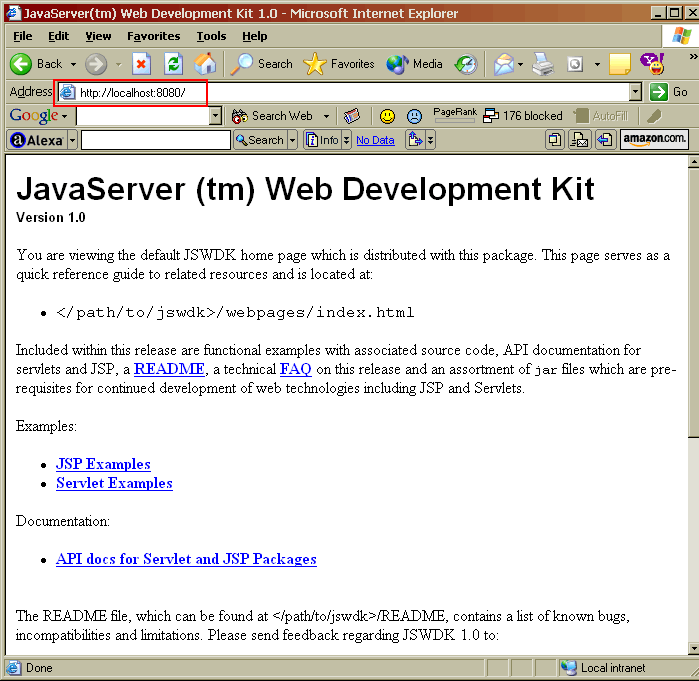 JavaServer(tm) Web Development Kit 1.0 - Microsoft Internet Explorer
File Edit View Favorites Tools Help
Back Search Favorites Media
Address http://localhost:8080/ Go
Google Search Web PageRank 176 blocked AutoFill
Alexa Search Info No Data amazon.com.
JavaServer (tm) Web Development Kit
Version 1.0
You are viewing the default JSWDK home page which is distributed with this package. This page serves as a
quick reference guide to related resources and is located at:
• </path/to/jswdk>/webpages/index.html
Included within this release are functional examples with associated source code, API documentation for
servlets and JSP, a README, a technical FAQ on this release and an assortment of jar files which are pre-
requisites for continued development of web technologies including JSP and Servlets.
Examples:
• JSP Examples
• Servlet Examples
Documentation:
• API docs for Servlet and JSP Packages
The README file, which can be found at </path/to/jswdk>/README, contains a list of known bugs,
incompatibilities and limitations. Please send feedback regarding JSWDK 1.0 to:
Done Local intranet